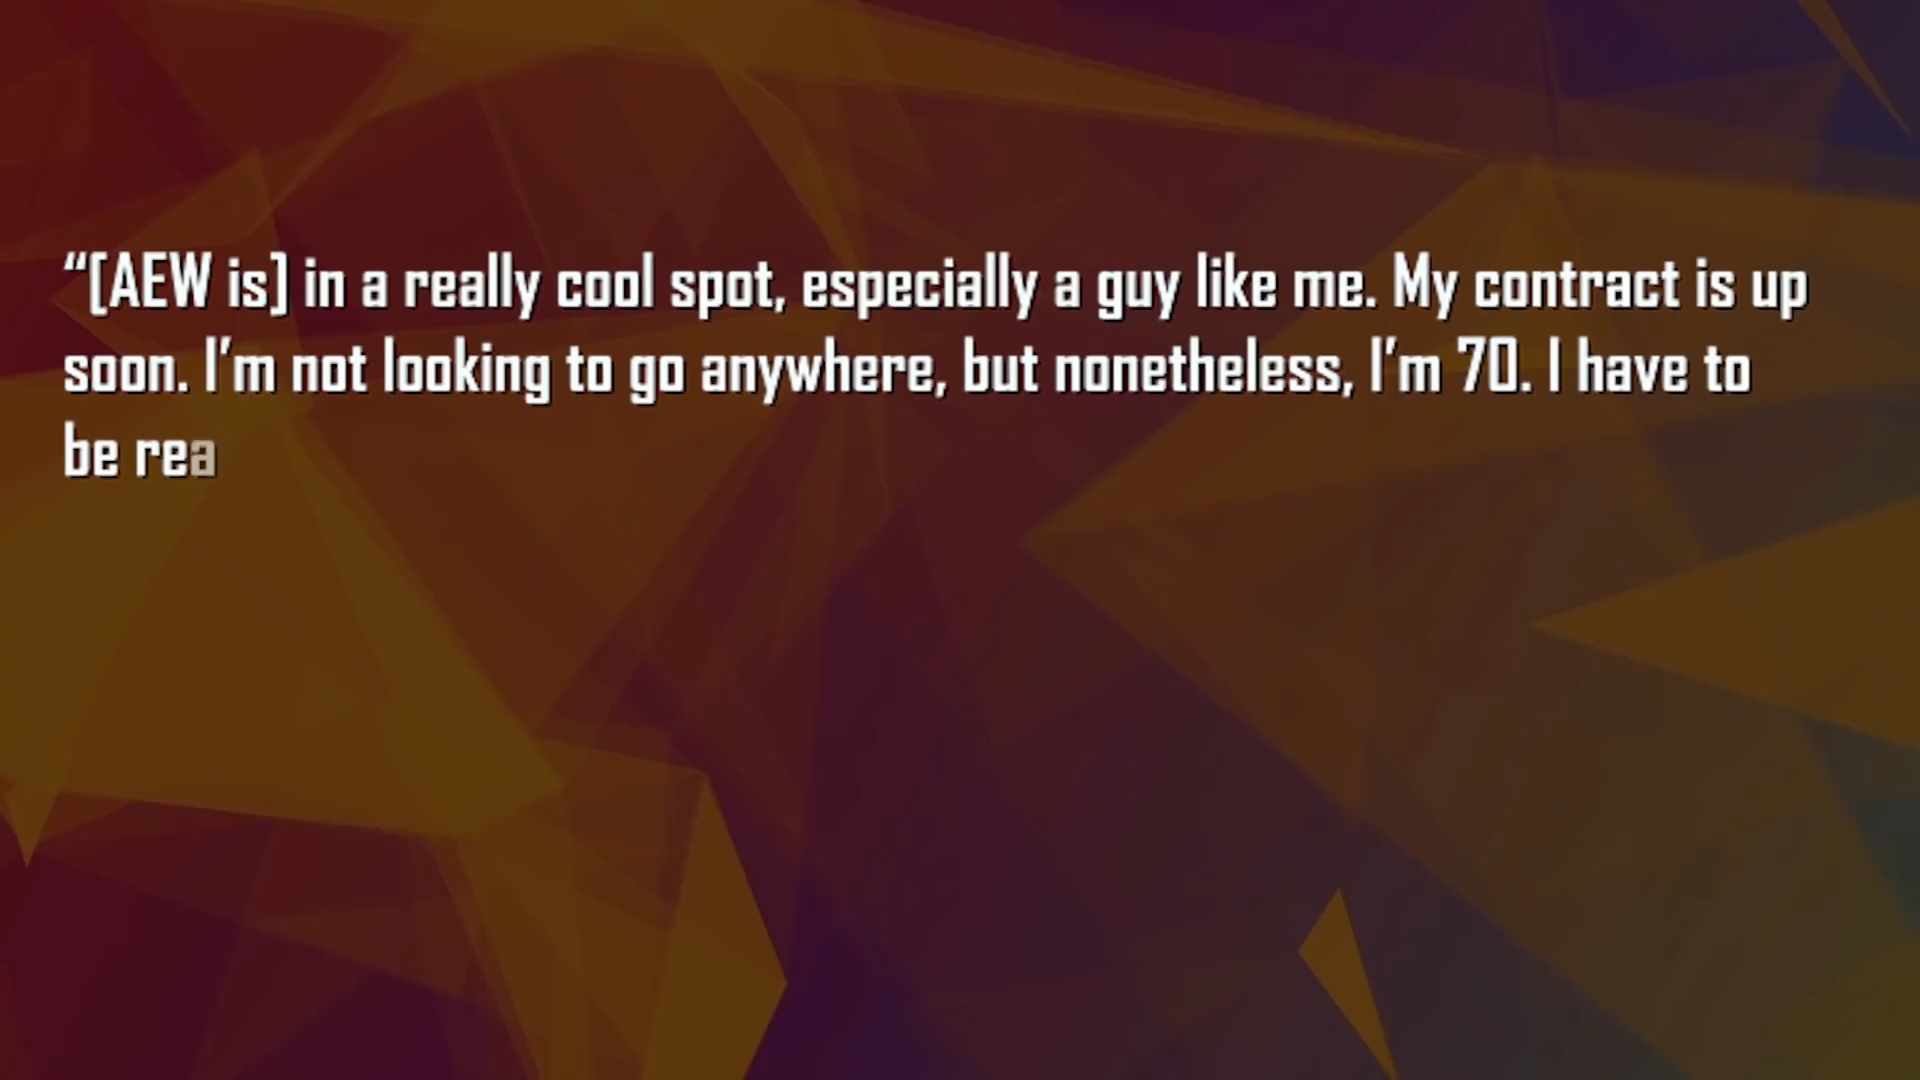 “[AEW is] in a really cool spot, especially a guy like me. My contract is up
soon. I’m not looking to go anywhere, but nonetheless, I’m 70. I have to
be rea